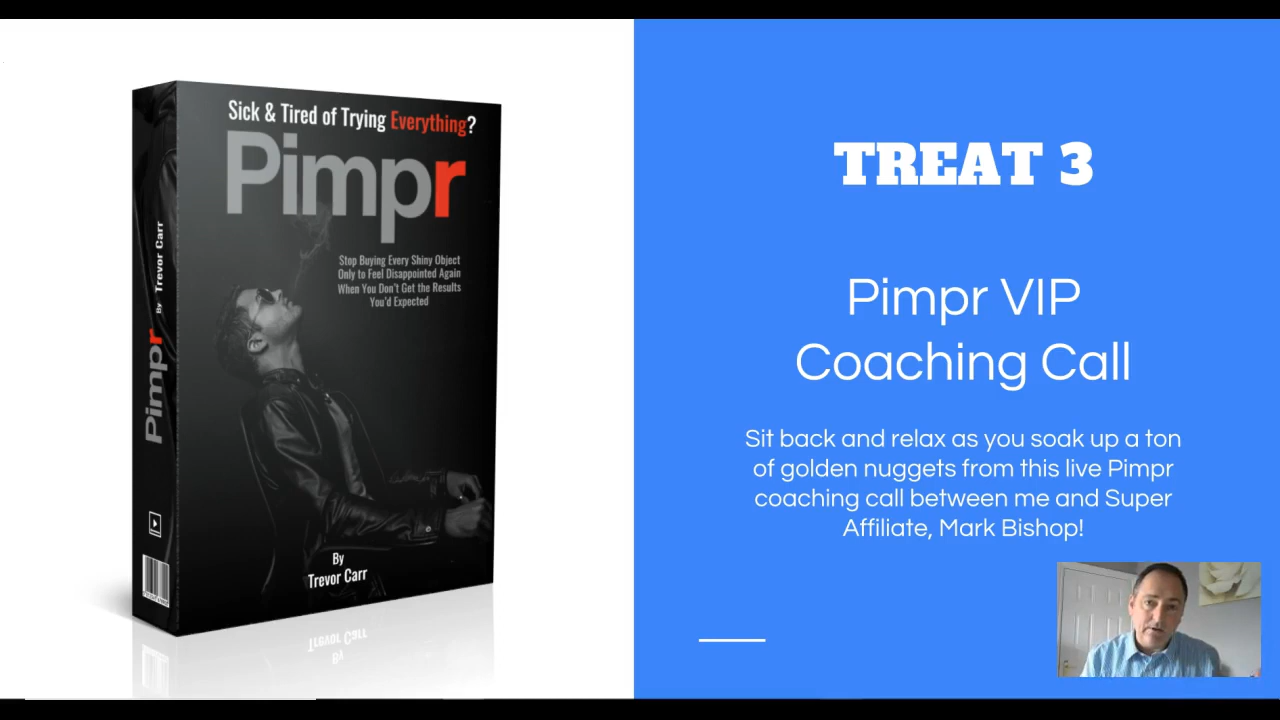 Sick & Tired of Trying Everything?
Pimpr
Stop Buying Every Shiny Object
Only to Feel Disappointed Again
When You Don't Get the Results
You'd Expected
By
Trevor Carr
Pimpr By Trevor Carr
TREAT 3
Pimpr VIP
Coaching Call
Sit back and relax as you soak up a ton
of golden nuggets from this live Pimpr
coaching call between me and Super
Affiliate, Mark Bishop!